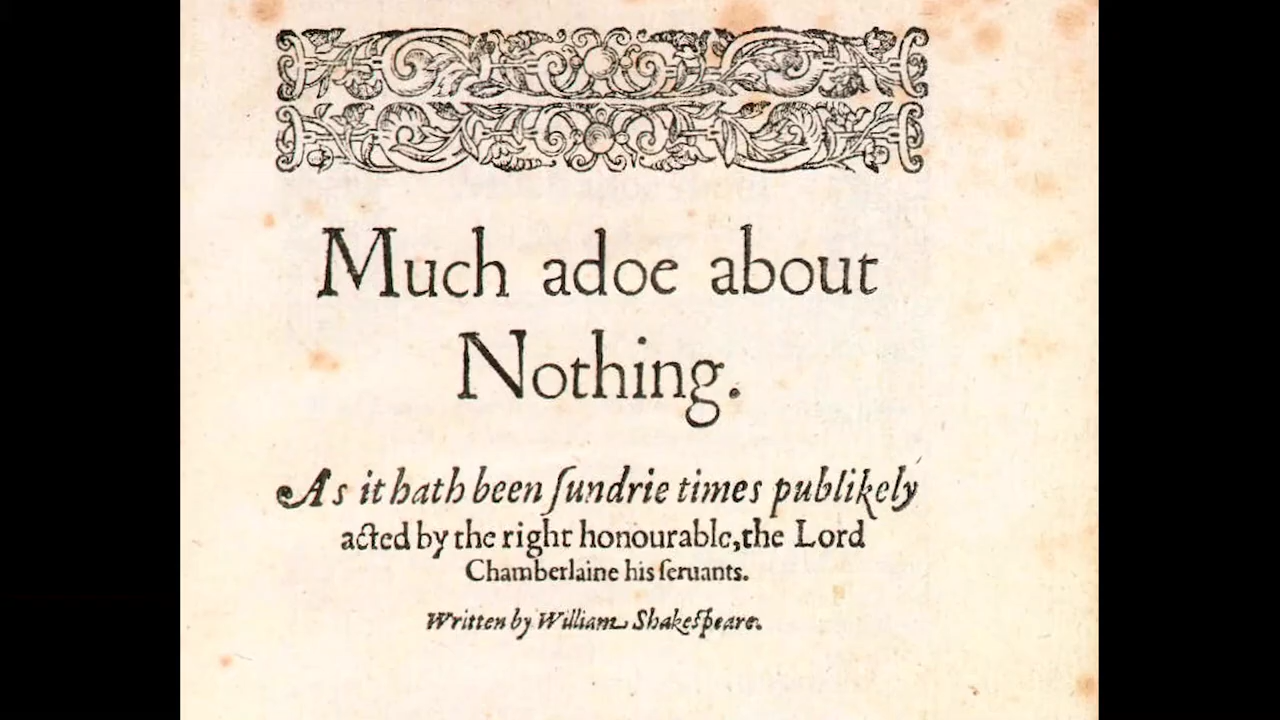 Much adoe about
Nothing.
As it hath been ſundrie times publikely
acted by the right honourable, the Lord
Chamberlaine his ſeruants.
Written by William Shakeſpeare.